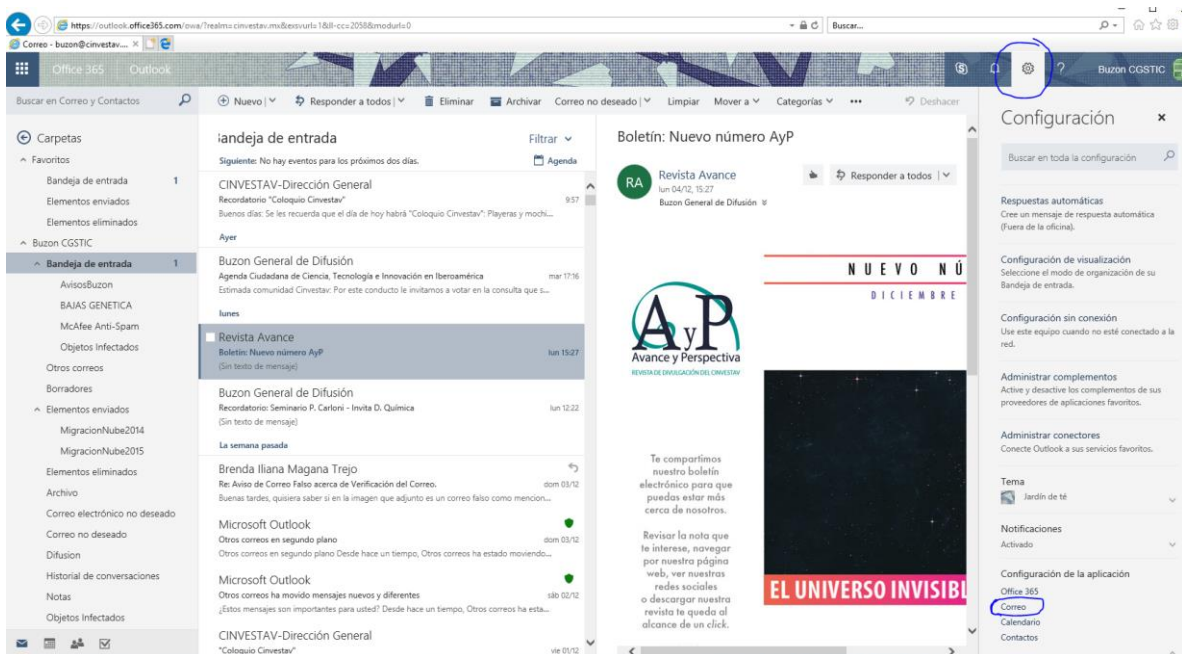 https://outlook.office365.com/owa/?realm=cinvestav.mx&exsvurl=1&ll-cc=2058&modurl=0
Buscar...
Correo - buzon@cinvestav....
Office 365
Outlook
Buzon CGSTIC
Buscar en Correo y Contactos
Nuevo
Responder a todos
Eliminar
Archivar
Correo no deseado
Limpiar
Mover a
Categorías
Deshacer
Carpetas
Favoritos
Bandeja de entrada 1
Elementos enviados
Elementos eliminados
Buzon CGSTIC
Bandeja de entrada 1
AvisosBuzon
BAJAS GENETICA
McAfee Anti-Spam
Objetos Infectados
Otros correos
Borradores
Elementos enviados
MigracionNube2014
MigracionNube2015
Elementos eliminados
Archivo
Correo electrónico no deseado
Correo no deseado
Difusion
Historial de conversaciones
Notas
Objetos Infectados
andeja de entrada
Filtrar
Siguiente: No hay eventos para los próximos dos días.
Agenda
CINVESTAV-Dirección General
Recordatorio "Coloquio Cinvestav" 9:57
Buenos días: Se les recuerda que el día de hoy habrá "Coloquio Cinvestav": Playeras y mochi...
Ayer
Buzon General de Difusión
Agenda Ciudadana de Ciencia, Tecnología e Innovación en Iberoamérica mar 17:16
Estimada comunidad Cinvestav: Por este conducto le invitamos a votar en la consulta que s...
lunes
Revista Avance
Boletín: Nuevo número AyP lun 15:27
(Sin texto de mensaje)
Buzon General de Difusión
Recordatorio: Seminario P. Carloni - Invita D. Química lun 12:22
(Sin texto de mensaje)
La semana pasada
Brenda Iliana Magana Trejo
Re: Aviso de Correo Falso acerca de Verificación del Correo. dom 03/12
Buenas tardes, quisiera saber si en la imagen que adjunto es un correo falso como mencion...
Microsoft Outlook
Otros correos en segundo plano dom 03/12
Otros correos en segundo plano Desde hace un tiempo, Otros correos ha estado moviendo...
Microsoft Outlook
Otros correos ha movido mensajes nuevos y diferentes sáb 02/12
¿Estos mensajes son importantes para usted? Desde hace un tiempo, Otros correos ha esta...
CINVESTAV-Dirección General
"Coloquio Cinvestav" vie 01/12
Boletín: Nuevo número AyP
RA
Revista Avance
lun 04/12, 15:27
Buzon General de Difusión
Responder a todos
NUEVO NÚ
DICIEMBRE
AyP
Avance y Perspectiva
REVISTA DE DIVULGACIÓN DEL CINVESTAV
Te compartimos
nuestro boletín
electrónico para que
puedas estar más
cerca de nosotros.
Revisar la nota que
te interese, navegar
por nuestra página
web, ver nuestras
redes sociales
o descargar nuestra
revista te queda al
alcance de un click.
EL UNIVERSO INVISIBL
Configuración
Buscar en toda la configuración
Respuestas automáticas
Cree un mensaje de respuesta automática
(Fuera de la oficina).
Configuración de visualización
Seleccione el modo de organización de su
Bandeja de entrada.
Configuración sin conexión
Use este equipo cuando no esté conectado a la
red.
Administrar complementos
Active y desactive los complementos de sus
proveedores de aplicaciones favoritos.
Administrar conectores
Conecte Outlook a sus servicios favoritos.
Tema
Jardín de té
Notificaciones
Activado
Configuración de la aplicación
Office 365
Correo
Calendario
Contactos